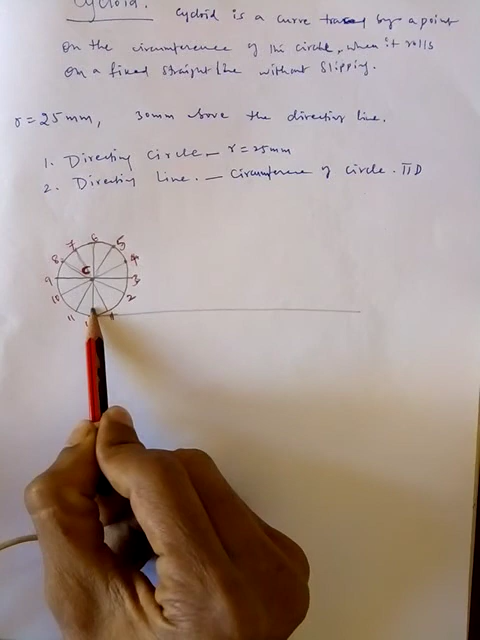 Cycloid. Cycloid is a curve traced by a point
on the circumference of the circle, when it rolls
on a fixed straight line without slipping.
r = 25mm, 30mm above the directing line.
1. Directing Circle - r = 25mm
2. Directing Line. - Circumference of circle. πD
6
7 5
8 4
C
9 3
10 2
11 1